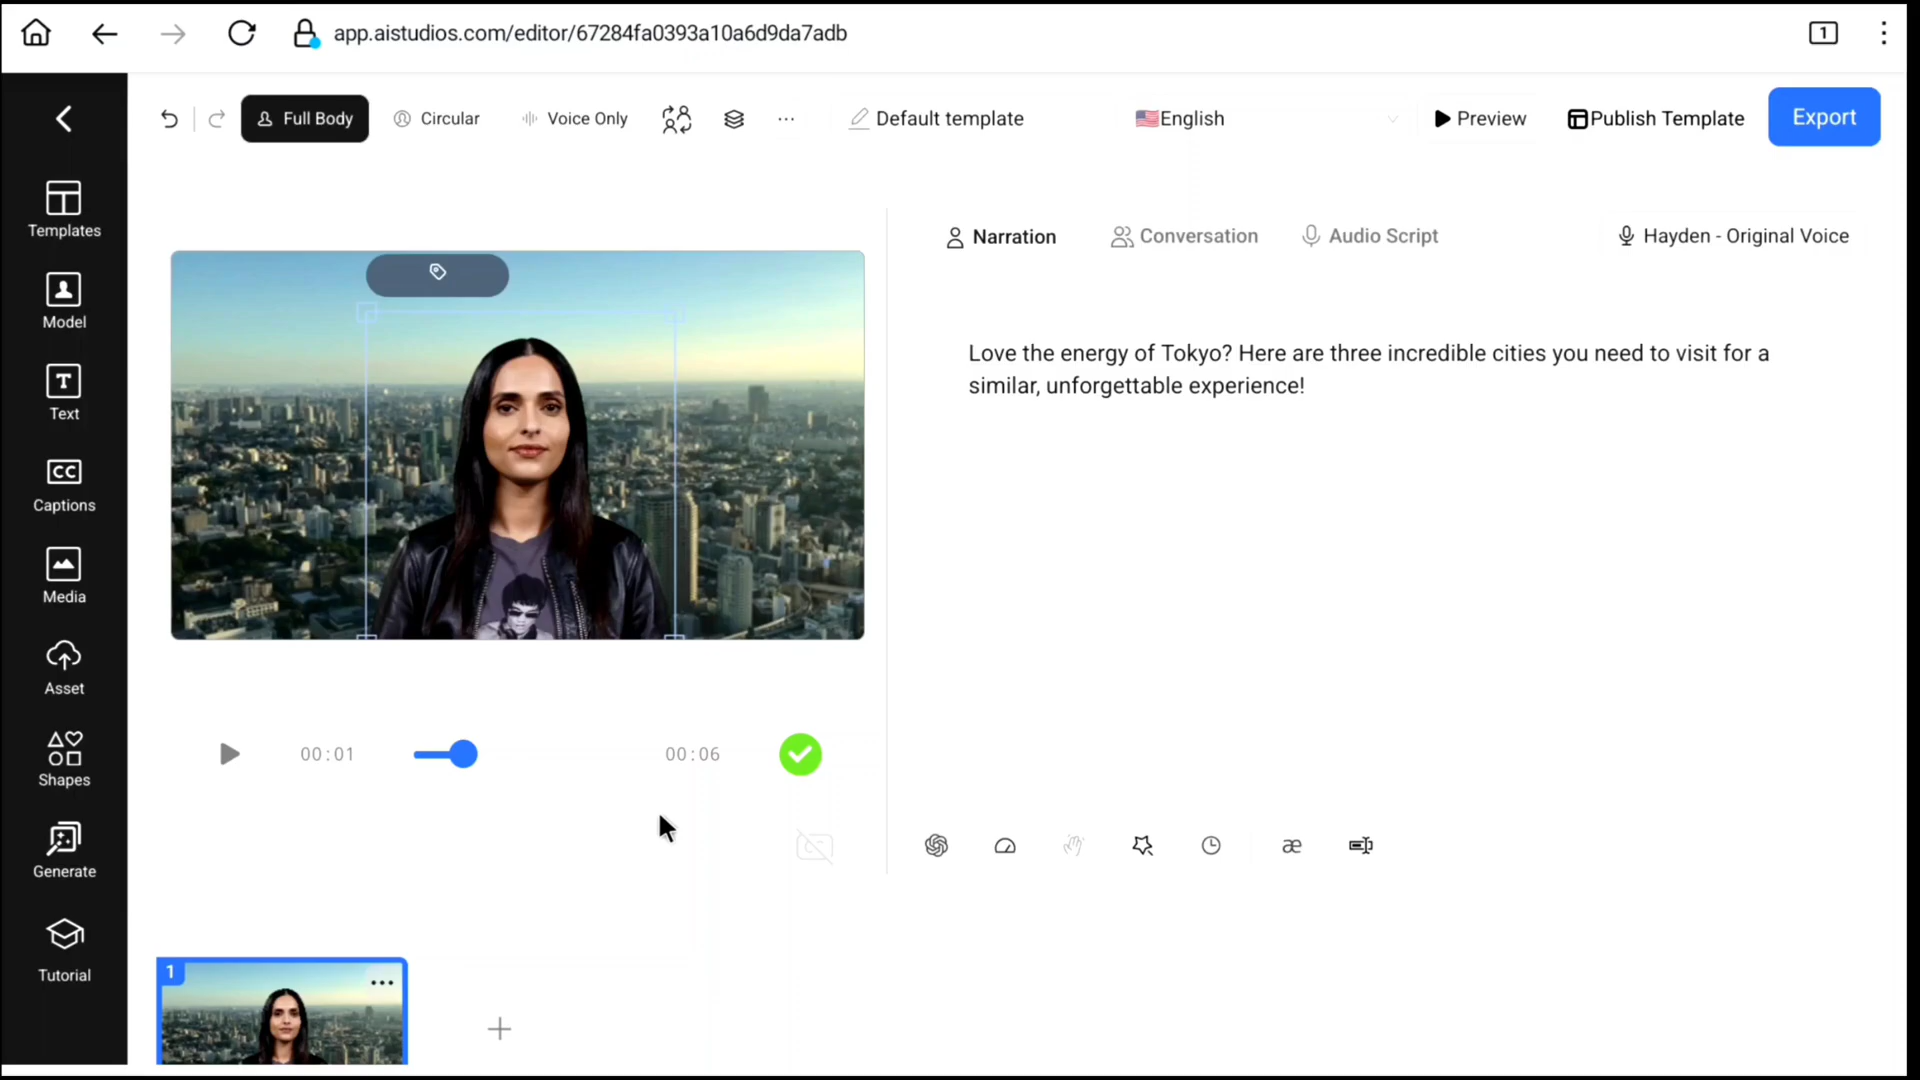 app.aistudios.com/editor/67284fa0393a10a6d9da7adb
1
Full Body
Circular
Voice Only
Default template
English
Preview
Publish Template
Export
Templates
Model
Text
Captions
Media
Asset
Shapes
Generate
Tutorial
Narration
Conversation
Audio Script
Hayden - Original Voice
Love the energy of Tokyo? Here are three incredible cities you need to visit for a
similar, unforgettable experience!
00:01
00:06
æ
1